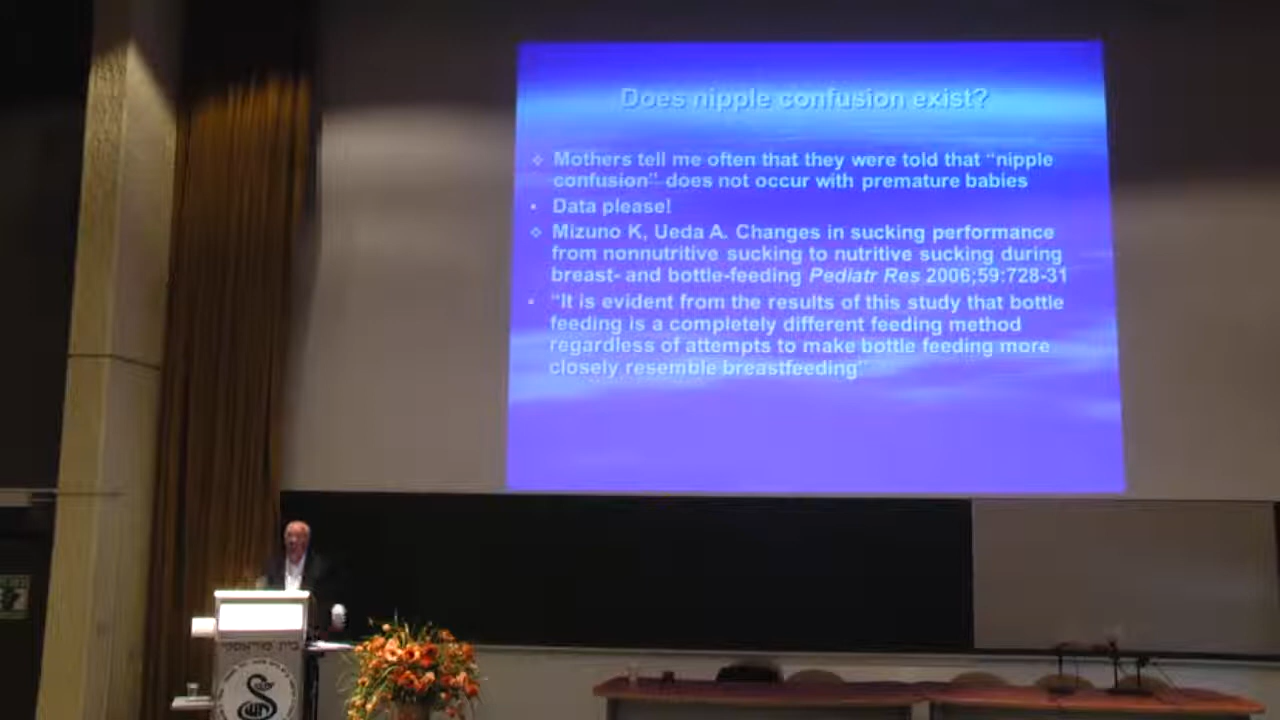 Does nipple confusion exist?
Mothers tell me often that they were told that “nipple
confusion” does not occur with premature babies
Data please!
Mizuno K, Ueda A. Changes in sucking performance
from nonnutritive sucking to nutritive sucking during
breast- and bottle-feeding Pediatr Res 2006;59:728-31
“It is evident from the results of this study that bottle
feeding is a completely different feeding method
regardless of attempts to make bottle feeding more
closely resemble breastfeeding”
בית